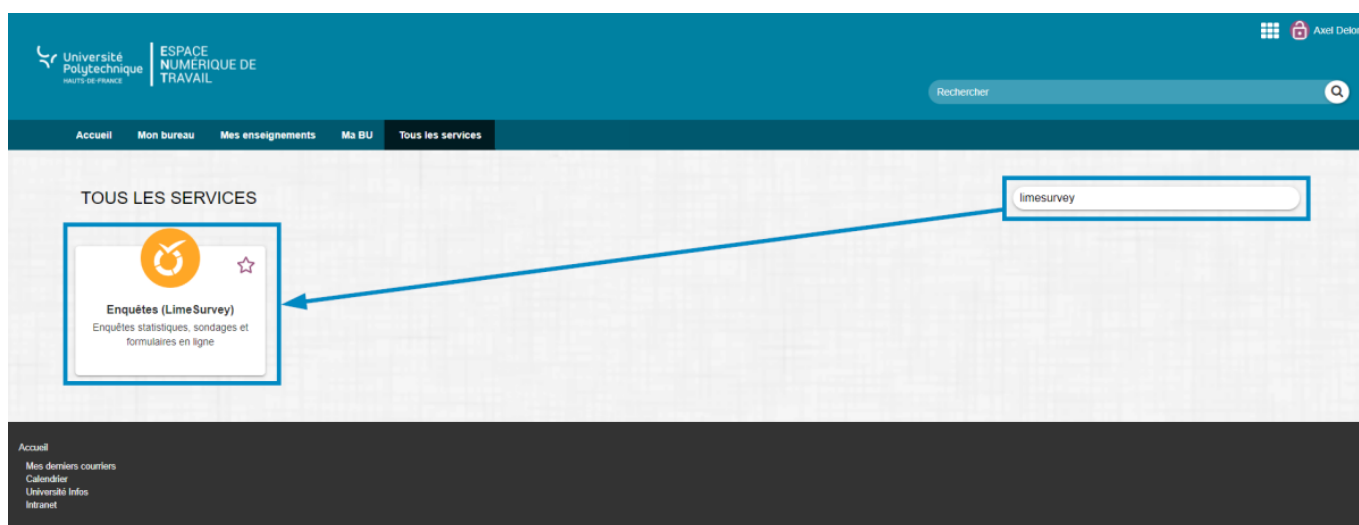 Axel Delor
Université
Polytechnique
HAUTS-DE-FRANCE
ESPACE
NUMÉRIQUE DE
TRAVAIL
Rechercher
Accueil Mon bureau Mes enseignements Ma BU Tous les services
TOUS LES SERVICES
limesurvey
Enquêtes (LimeSurvey)
Enquêtes statistiques, sondages et
formulaires en ligne
Accueil
Mes derniers courriers
Calendrier
Université Infos
Intranet